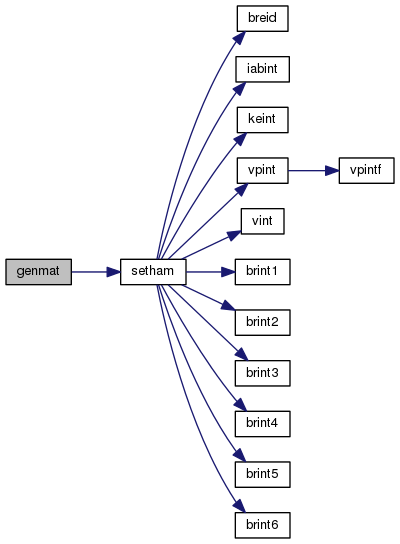 breid
iabint
keint
vpint
vpintf
vint
genmat
setham
brint1
brint2
brint3
brint4
brint5
brint6